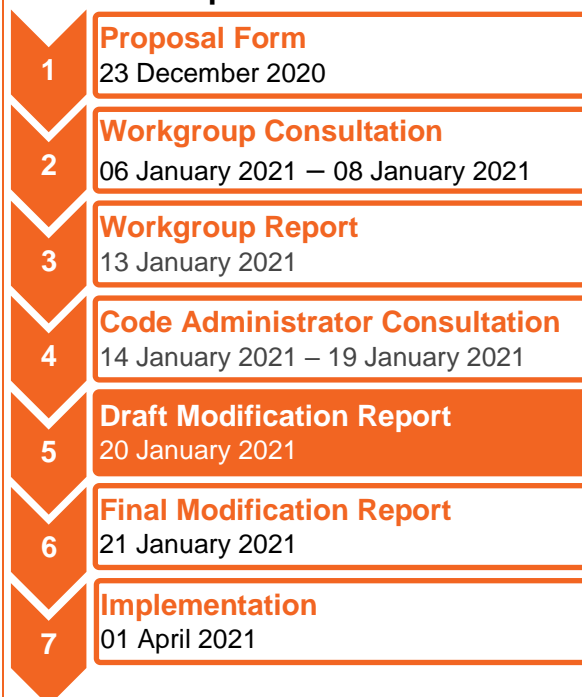 1
Proposal Form
23 December 2020
2
Workgroup Consultation
06 January 2021 – 08 January 2021
3
Workgroup Report
13 January 2021
4
Code Administrator Consultation
14 January 2021 – 19 January 2021
5
Draft Modification Report
20 January 2021
6
Final Modification Report
21 January 2021
7
Implementation
01 April 2021